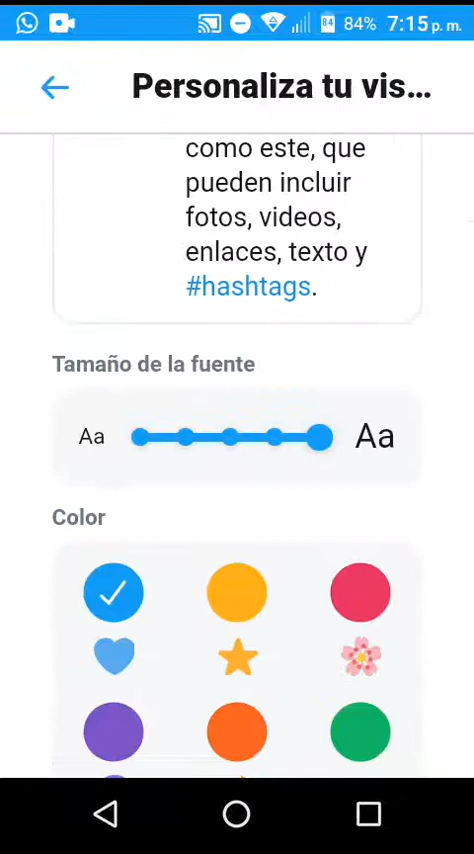 84 84% 7:15 p. m.
Personaliza tu vis...
como este, que
pueden incluir
fotos, videos,
enlaces, texto y
#hashtags.
Tamaño de la fuente
Aa Aa
Color